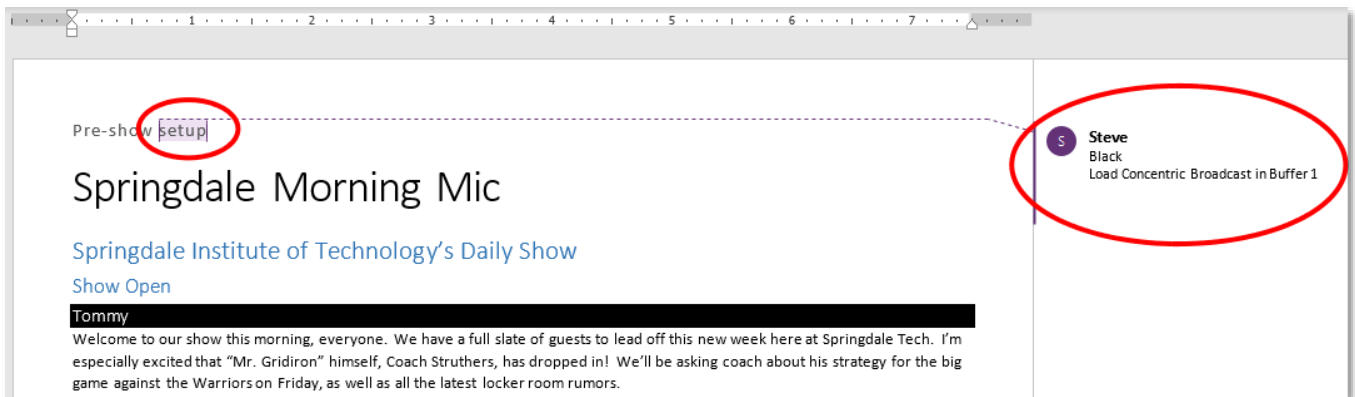 1 2 3 4 5 6 7
Pre-show setup
S Steve
Black
Load Concentric Broadcast in Buffer 1
Springdale Morning Mic
Springdale Institute of Technology’s Daily Show
Show Open
Tommy
Welcome to our show this morning, everyone. We have a full slate of guests to lead off this new week here at Springdale Tech. I’m
especially excited that “Mr. Gridiron” himself, Coach Struthers, has dropped in! We’ll be asking coach about his strategy for the big
game against the Warriors on Friday, as well as all the latest locker room rumors.